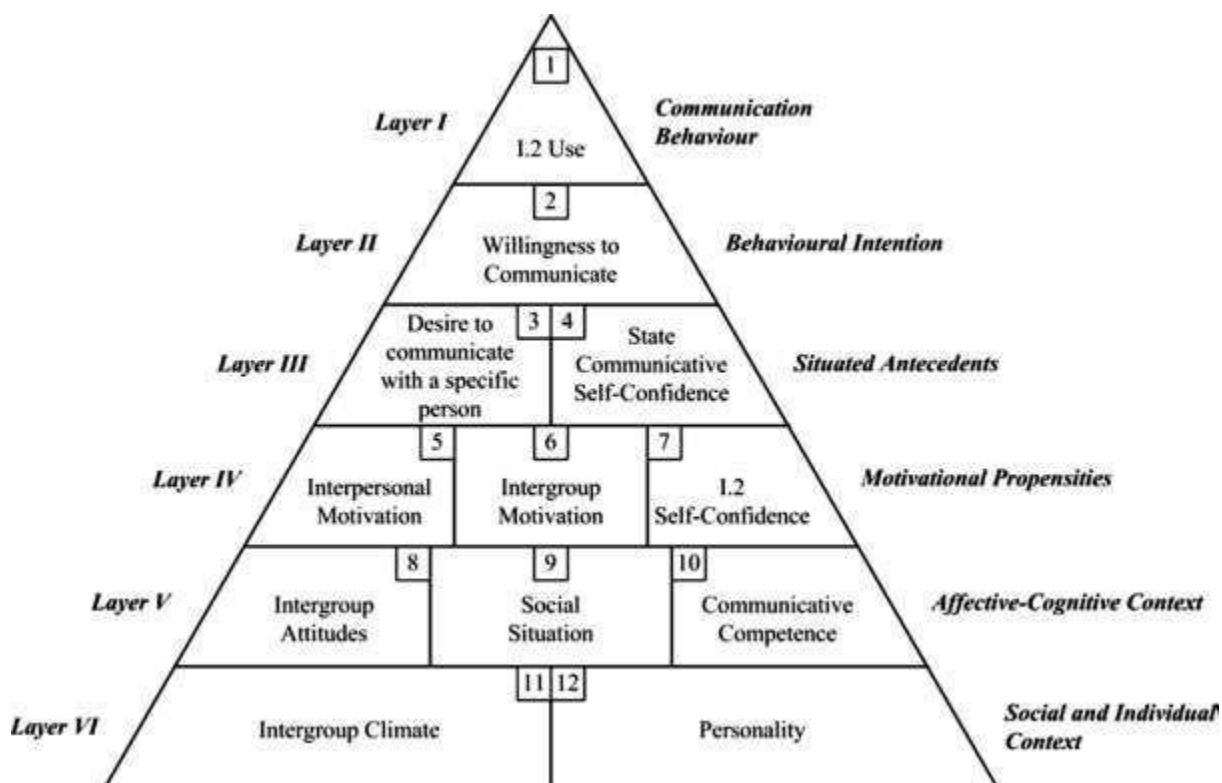 1
Layer I
Communication
Behaviour
I.2 Use
2
Layer II
Willingness to
Communicate
Behavioural Intention
3
4
Layer III
Desire to
communicate
with a specific
person
State
Communicative
Self-Confidence
Situated Antecedents
5
6
7
Layer IV
Interpersonal
Motivation
Intergroup
Motivation
I.2
Self-Confidence
Motivational Propensities
8
9
10
Layer V
Intergroup
Attitudes
Social
Situation
Communicative
Competence
Affective-Cognitive Context
11
12
Layer VI
Intergroup Climate
Personality
Social and Individual
Context